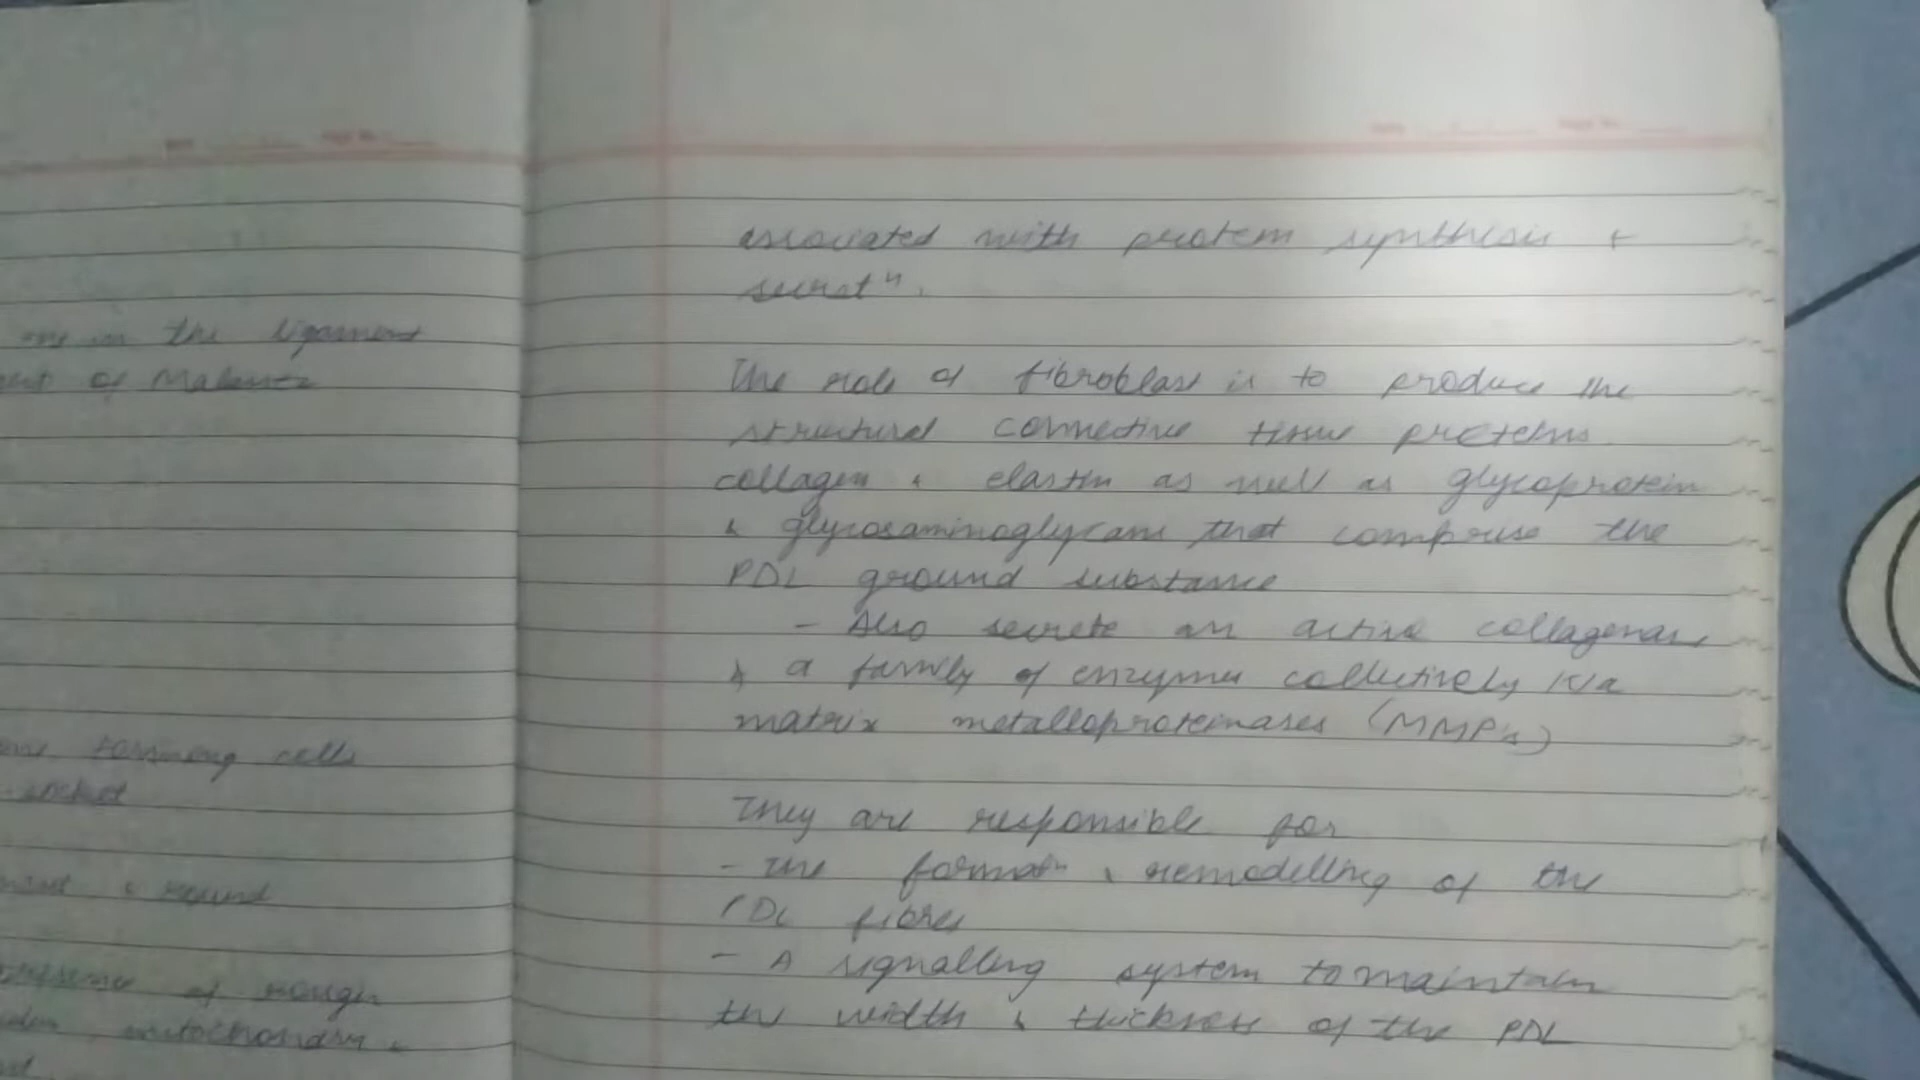 in the ligament
of Malassez
forming cells
socket
& round
presence of rough
mitochondria &
associated with protein synthesis +
secretⁿ.
The role of fibroblast is to produce the
structural connective tissue proteins
collagen & elastin as well as glycoprotein
& glycosaminoglycans that comprise the
PDL ground substance
- Also secrete an active collagenase
& a family of enzymes collectively k/a
matrix metalloproteinases (MMP's)
They are responsible for
- the formatⁿ & remodelling of the
PDL fibres
- A signalling system to maintain
the width & thickness of the PDL